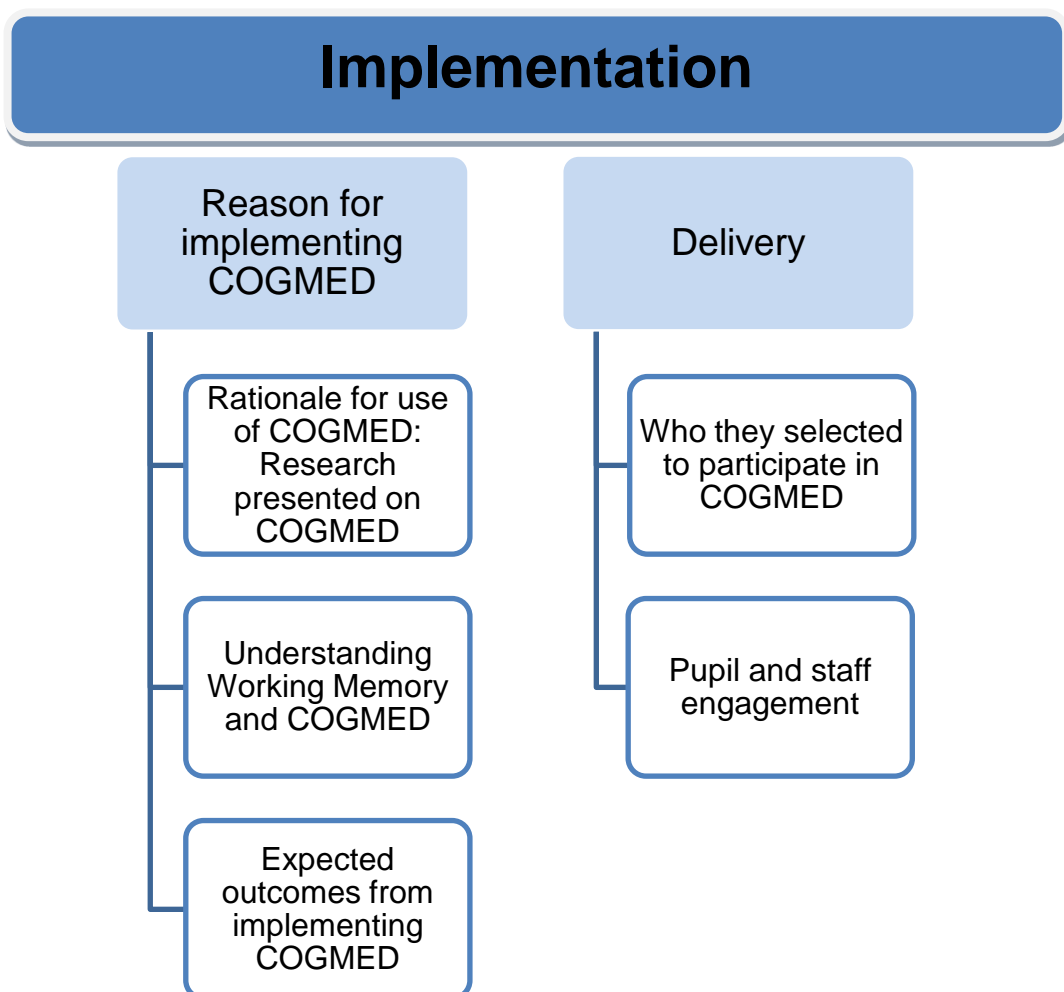 Implementation
Reason for
implementing
COGMED
Rationale for use
of COGMED:
Research
presented on
COGMED
Understanding
Working Memory
and COGMED
Expected
outcomes from
implementing
COGMED
Delivery
Who they selected
to participate in
COGMED
Pupil and staff
engagement